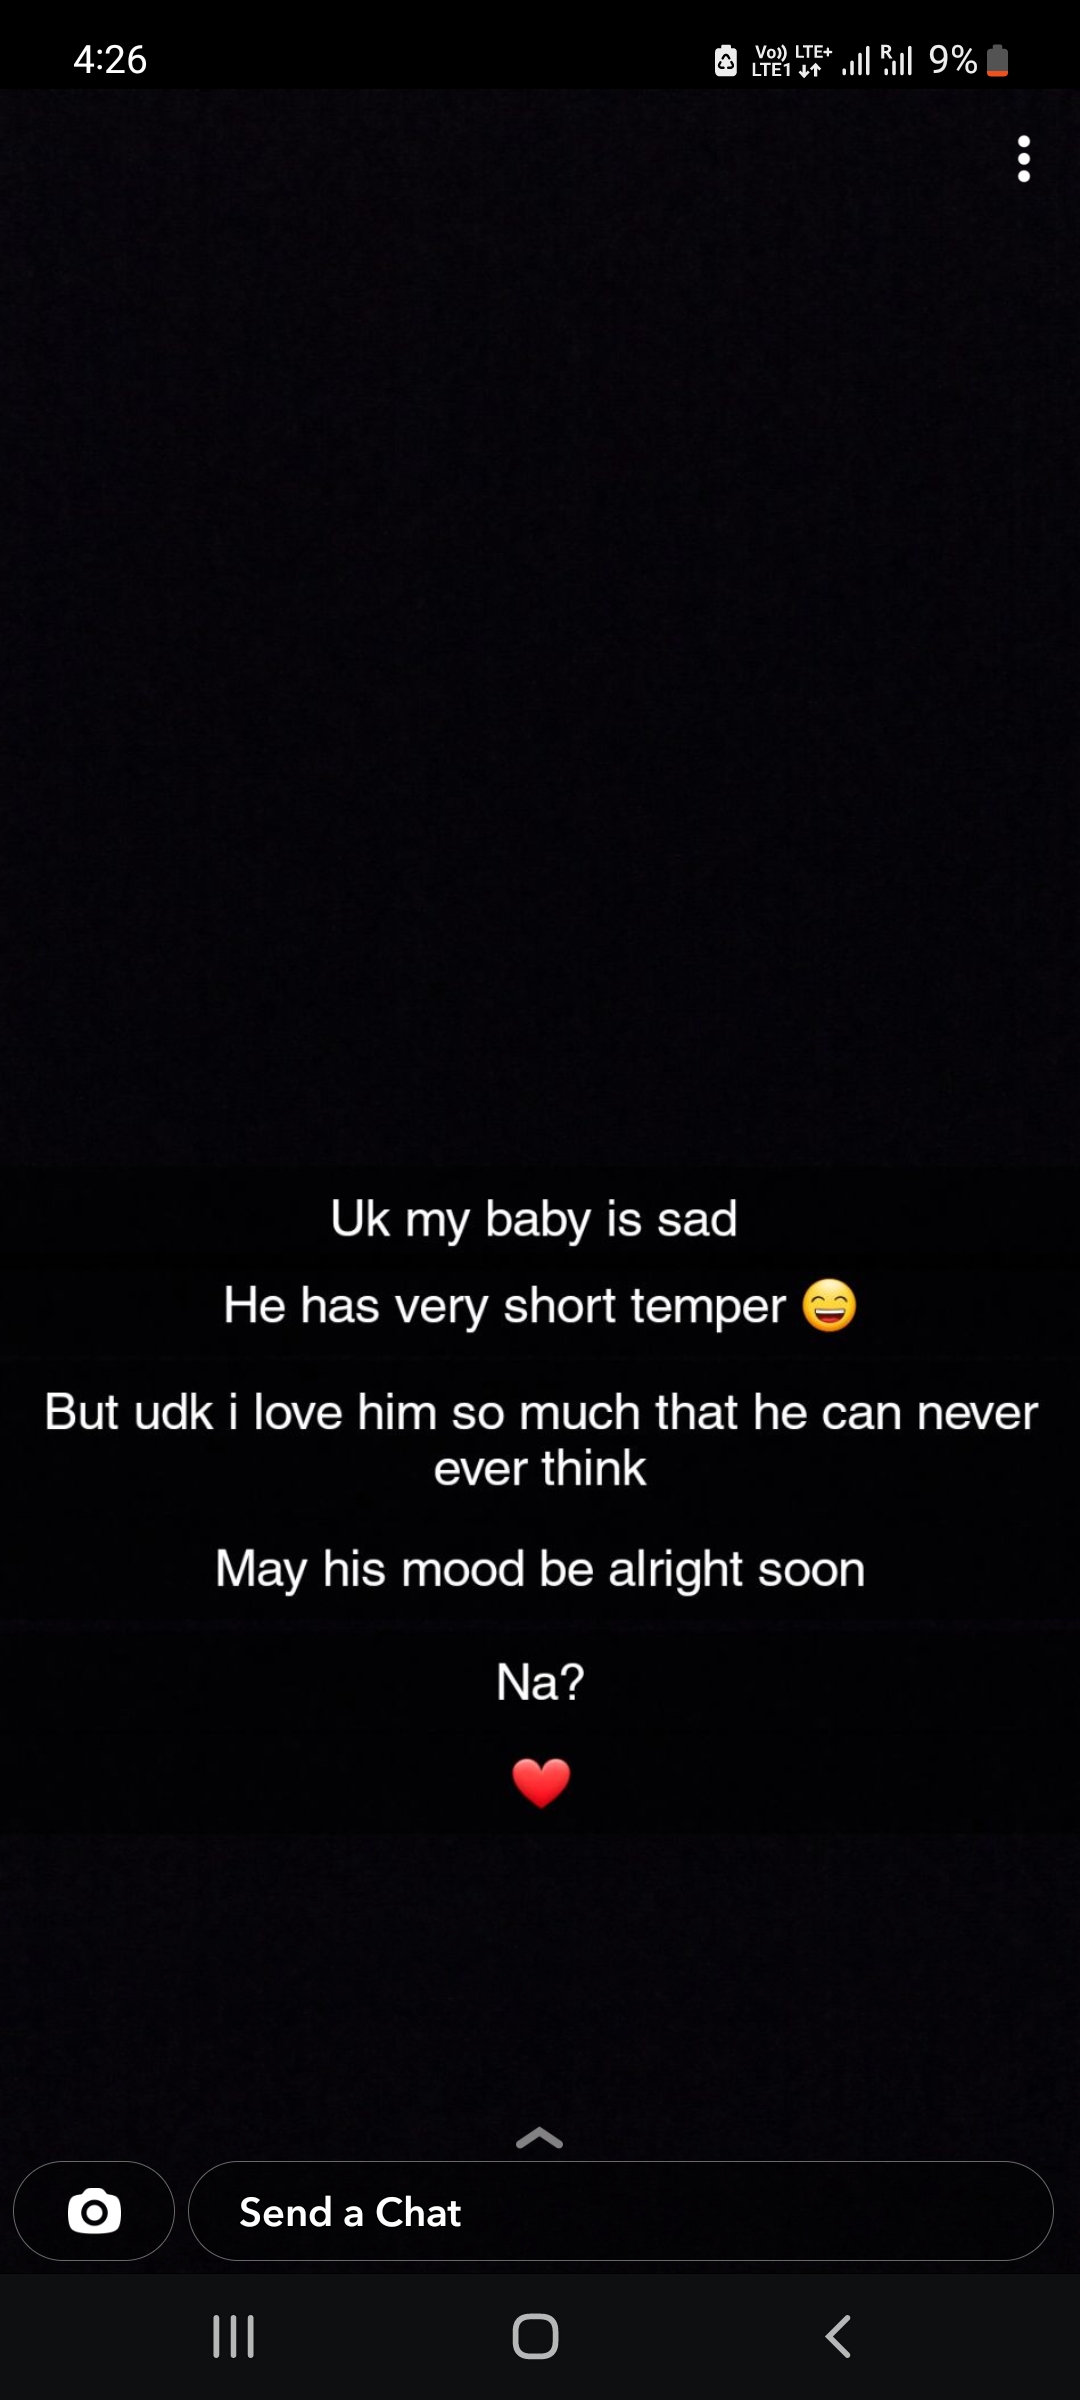 4:26
Vo)) LTE+
LTE1
R
9%
Uk my baby is sad
He has very short temper 😄
But udk i love him so much that he can never
ever think
May his mood be alright soon
Na?
❤️
Send a Chat